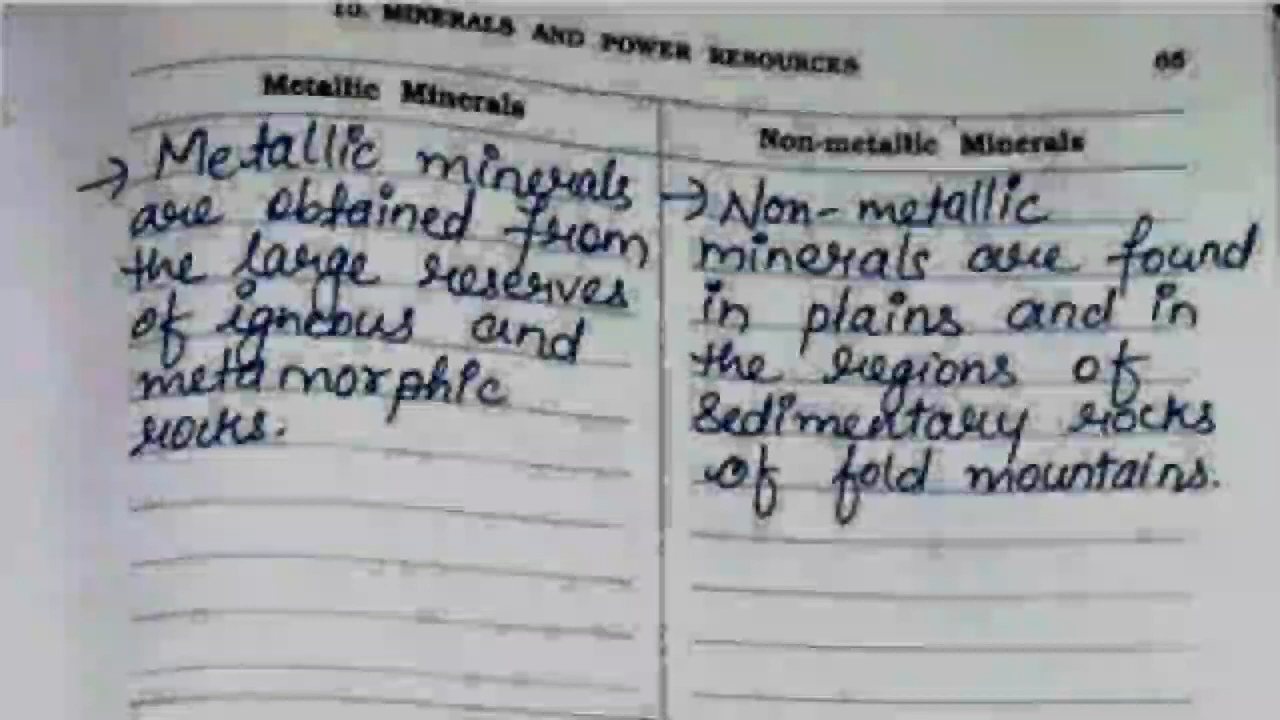 10. MINERALS AND POWER RESOURCES 65
Metallic Minerals
→ Metallic minerals
are obtained from
the large reserves
of igneous and
metamorphic
rocks.
Non-metallic Minerals
→ Non-metallic
minerals are found
in plains and in
the regions of
sedimentary rocks
of fold mountains.